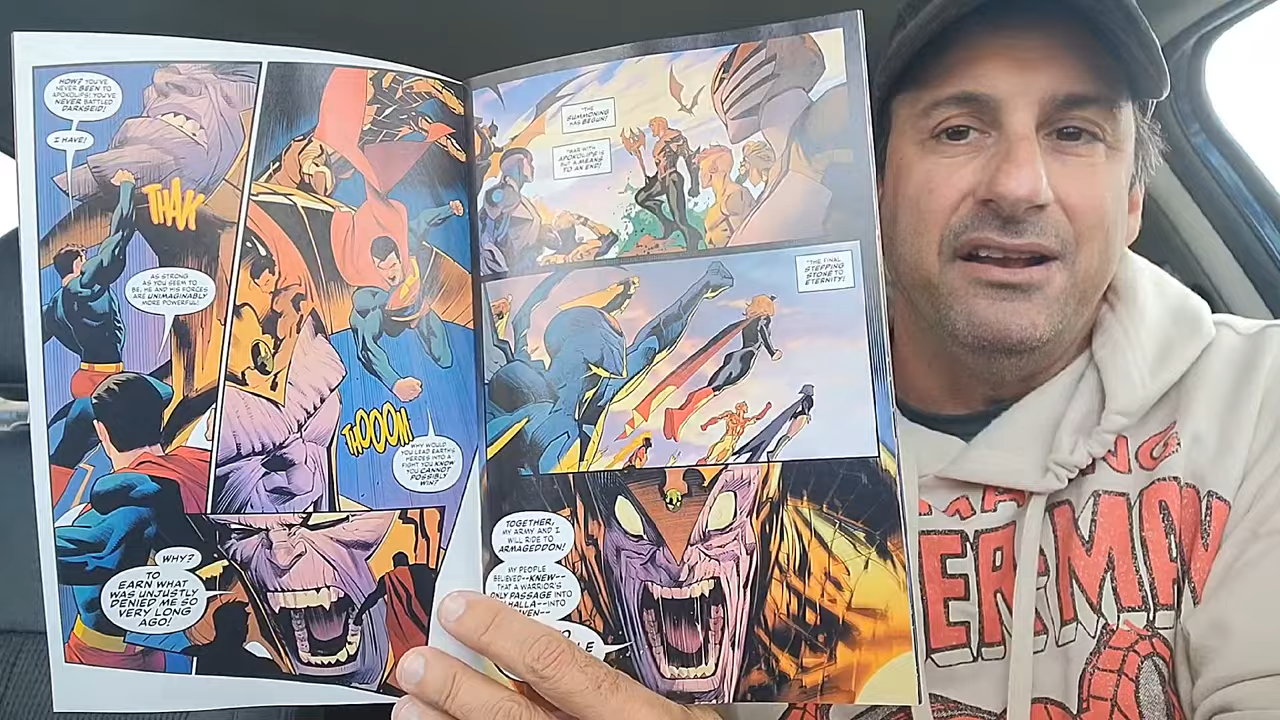 HOW? YOU'VE
NEVER BEEN TO
APOKOLIPS! YOU'VE
NEVER BATTLED
DARKSEID!
I HAVE!
THAK
AS STRONG
AS YOU SEEM TO
BE, HE AND HIS FORCES
ARE UNIMAGINABLY
MORE POWERFUL!
THOOOM
WHY WOULD
YOU LEAD EARTH'S
HEROES INTO A
FIGHT YOU KNOW
YOU CANNOT
POSSIBLY
WIN?
WHY?
TO
EARN WHAT
WAS UNJUSTLY
DENIED ME SO
VERY LONG
AGO!
"THE
SUMMONING
HAS BEGUN!
"WAR WITH
APOKOLIPS IS
BUT A MEANS
TO AN END!
"THE FINAL
STEPPING
STONE TO
ETERNITY!
TOGETHER,
MY ARMY AND I
WILL RIDE TO
ARMAGEDDON!
MY PEOPLE
BELIEVED--KNEW--
THAT A WARRIOR'S
ONLY PASSAGE INTO
--INTO
ER-MAN